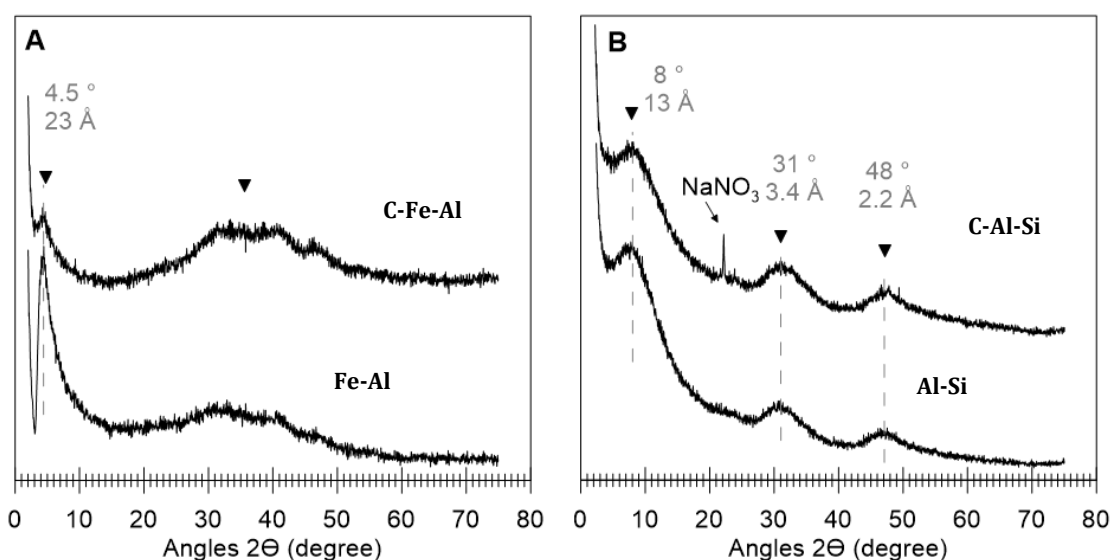 A
4.5 °
23 Å
C-Fe-Al
Fe-Al
0 10 20 30 40 50 60 70 80
Angles 2Θ (degree)
B
8 °
13 Å
NaNO₃
31 °
3.4 Å
48 °
2.2 Å
C-Al-Si
Al-Si
0 10 20 30 40 50 60 70 80
Angles 2Θ (degree)